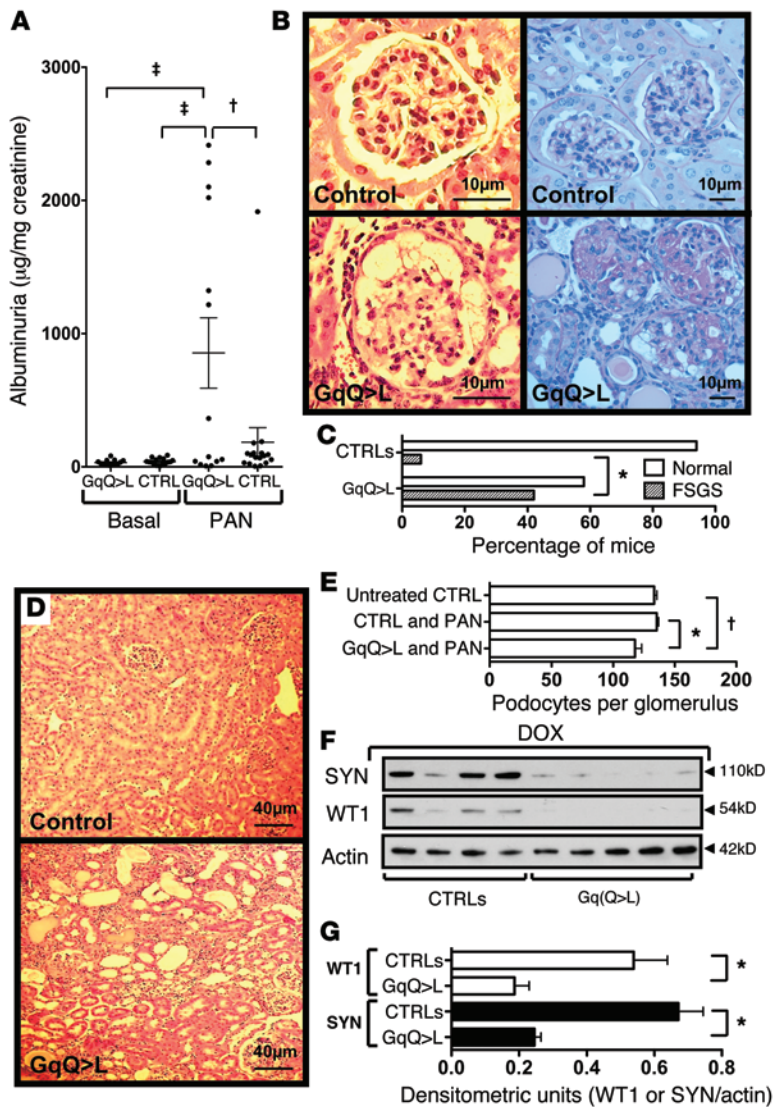 A
Albuminuria (μg/mg creatinine)
3000
2000
1000
0
‡
‡ †
GqQ>L CTRL GqQ>L CTRL
Basal PAN
B
Control
10μm
Control
10μm
GqQ>L
10μm
GqQ>L
10μm
C
CTRLs
GqQ>L
*
Normal
FSGS
0 20 40 60 80 100
Percentage of mice
D
Control
40μm
GqQ>L
40μm
E
Untreated CTRL
CTRL and PAN
GqQ>L and PAN
* †
0 50 100 150 200
Podocytes per glomerulus
F
DOX
SYN 110kD
WT1 54kD
Actin 42kD
CTRLs Gq(Q>L)
G
WT1
CTRLs
GqQ>L
*
SYN
CTRLs
GqQ>L
*
0.0 0.2 0.4 0.6 0.8
Densitometric units (WT1 or SYN/actin)